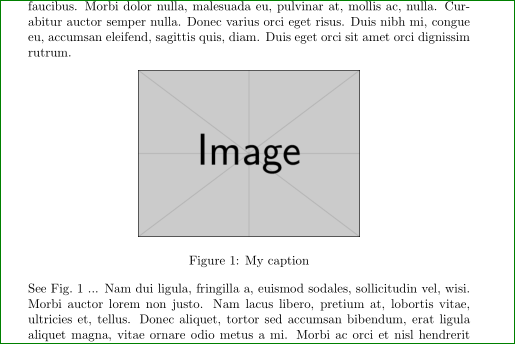 faucibus. Morbi dolor nulla, malesuada eu, pulvinar at, mollis ac, nulla. Cur-
abitur auctor semper nulla. Donec varius orci eget risus. Duis nibh mi, congue
eu, accumsan eleifend, sagittis quis, diam. Duis eget orci sit amet orci dignissim
rutrum.
Image
Figure 1: My caption
See Fig. 1 ... Nam dui ligula, fringilla a, euismod sodales, sollicitudin vel, wisi.
Morbi auctor lorem non justo. Nam lacus libero, pretium at, lobortis vitae,
ultricies et, tellus. Donec aliquet, tortor sed accumsan bibendum, erat ligula
aliquet magna, vitae ornare odio metus a mi. Morbi ac orci et nisl hendrerit